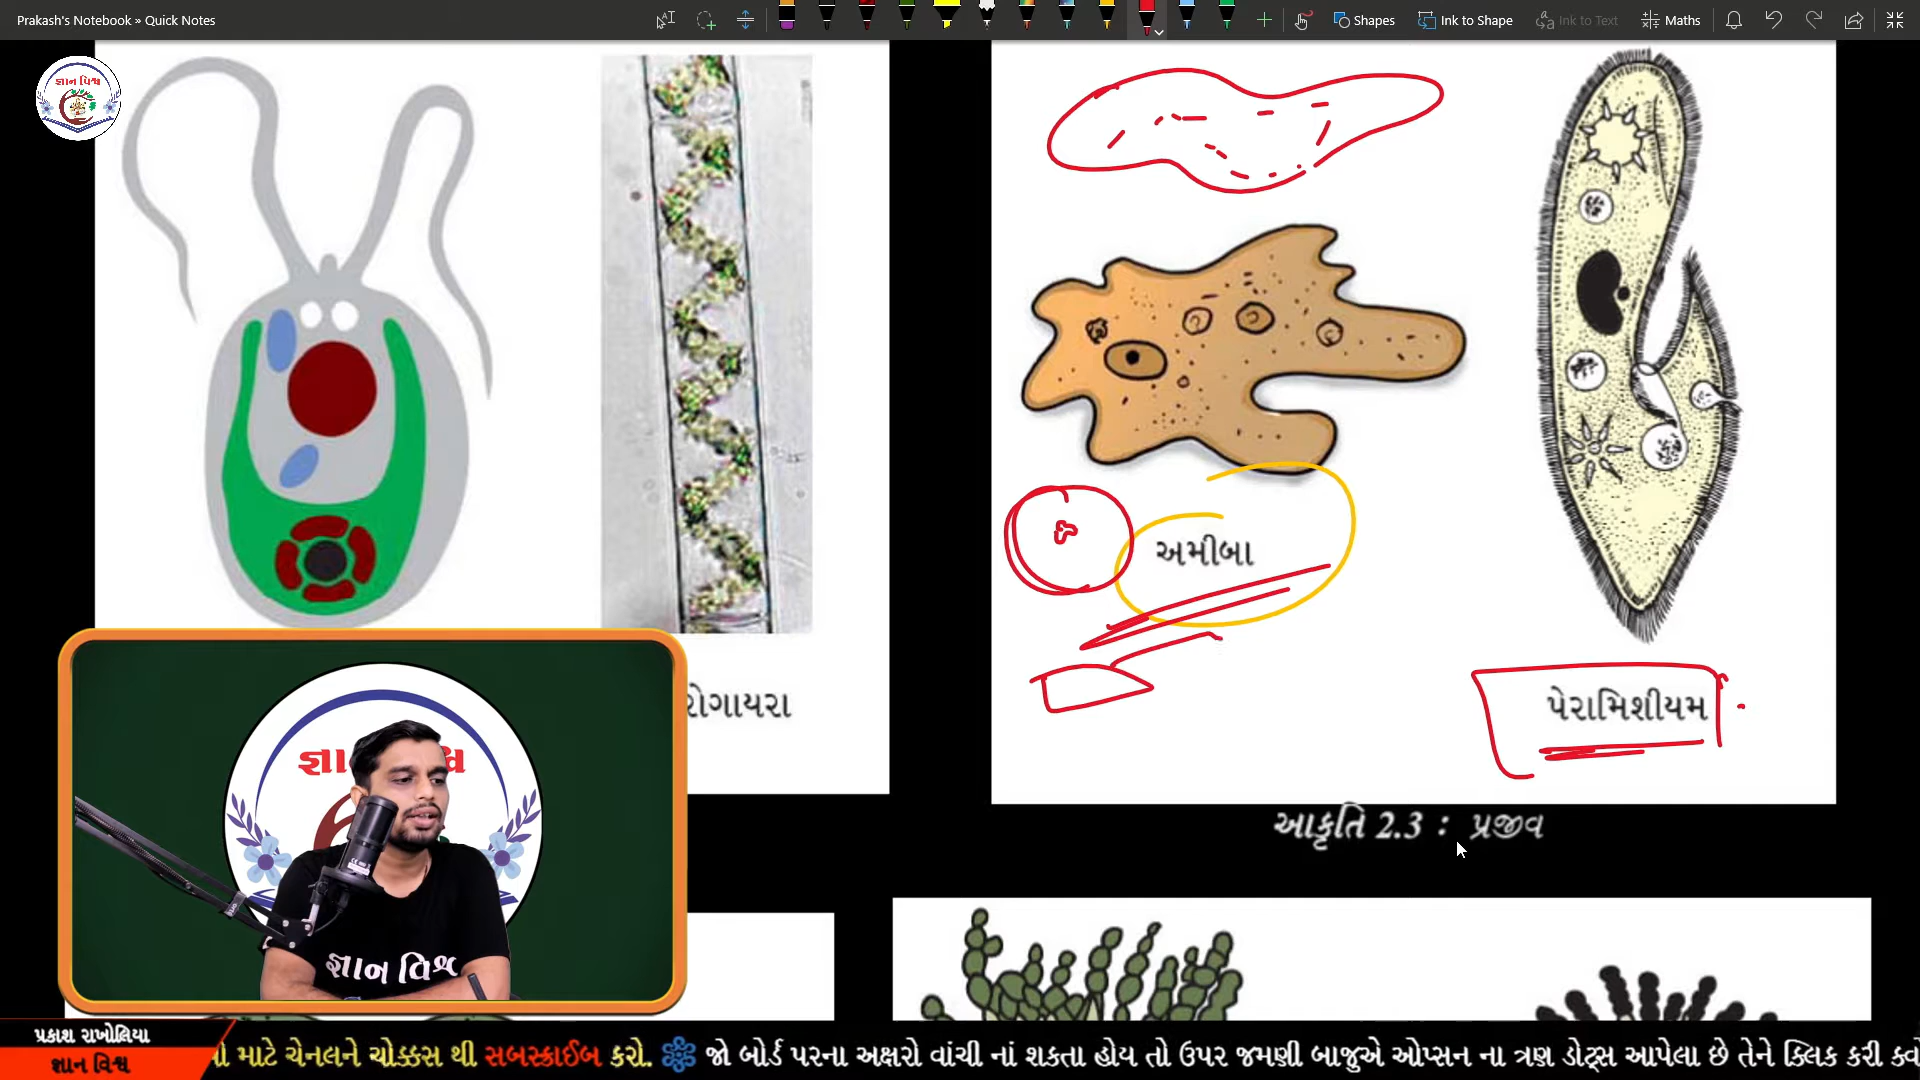 Prakash's Notebook » Quick Notes
Shapes
Ink to Shape
Ink to Text
Maths
જ્ઞાન વિશ્વ
અમીબા
પેરામિશીયમ
આકૃતિ 2.3 : પ્રજીવ
જ્ઞાન વિશ્વ
પ્રકાશ રાખોલિયા
જ્ઞાન વિશ્વ
માટે ચેનલને ચોક્કસ થી સબસ્ક્રાઈબ કરો. જો બોર્ડ પરના અક્ષરો વાંચી નાં શકતા હોય તો ઉપર જમણી બાજુએ ઓપ્સન ના ત્રણ ડોટ્સ આપેલા છે તેને ક્લિક કરી